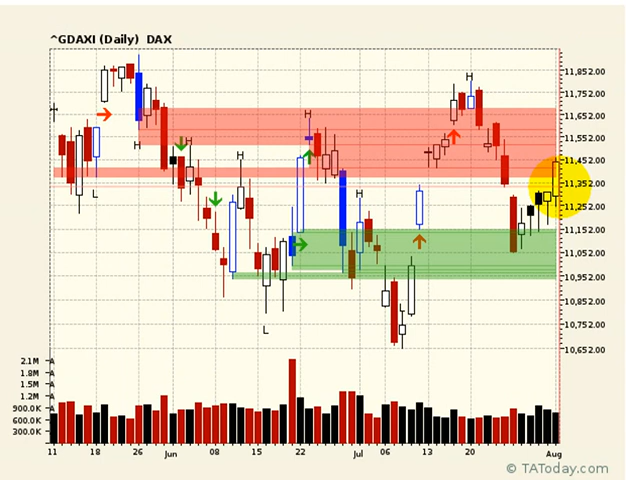 ^GDAXI (Daily) DAX
11,852.00
11,752.00
11,652.00
11,552.00
11,452.00
11,352.00
11,252.00
11,152.00
11,052.00
10,952.00
10,852.00
10,752.00
10,652.00
H
H
H
H
H
H
H
L
L
2.1M A
1.8M A
1.5M A
1.2M A
900.0K A
600.0K A
300.0K A
11 18 26 Jun 08 15 22 Jul 06 13 20 Aug
© TAToday.com